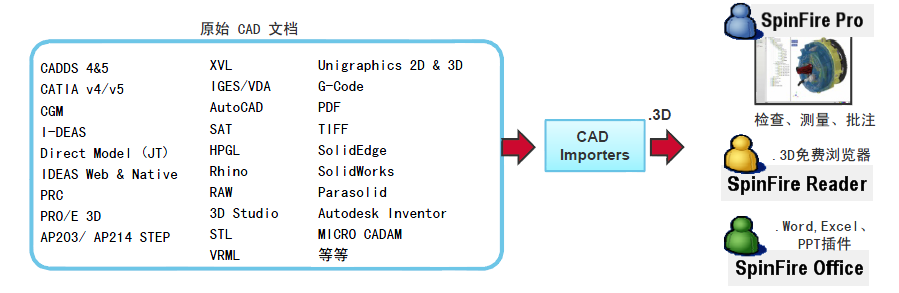 原始 CAD 文档
CADDS 4&5
CATIA v4/v5
CGM
I-DEAS
Direct Model (JT)
IDEAS Web & Native
PRC
PRO/E 3D
AP203/ AP214 STEP
XVL
IGES/VDA
AutoCAD
SAT
HPGL
Rhino
RAW
3D Studio
STL
VRML
Unigraphics 2D & 3D
G-Code
PDF
TIFF
SolidEdge
SolidWorks
Parasolid
Autodesk Inventor
MICRO CADAM
等等
CAD
Importers
.3D
SpinFire Pro
检查、测量、批注
.3D免费浏览器
SpinFire Reader
.Word,Excel、
PPT插件
SpinFire Office